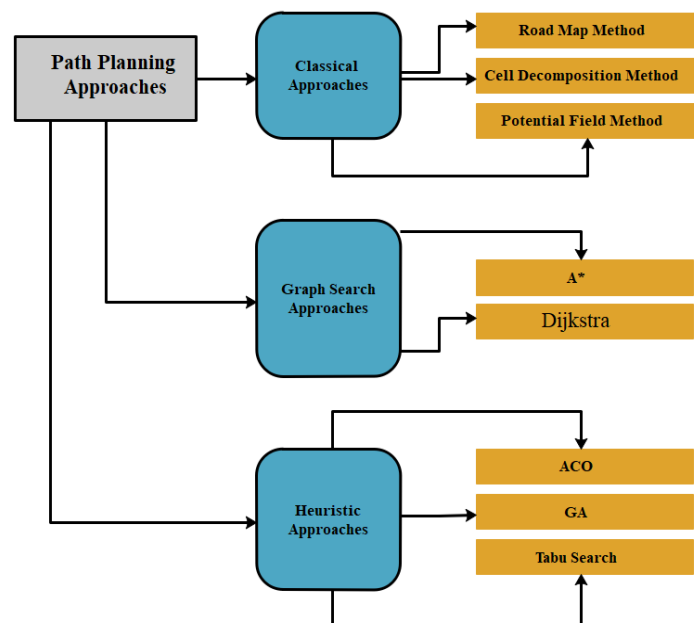 Path Planning
Approaches
Classical
Approaches
Road Map Method
Cell Decomposition Method
Potential Field Method
Graph Search
Approaches
A*
Dijkstra
Heuristic
Approaches
ACO
GA
Tabu Search